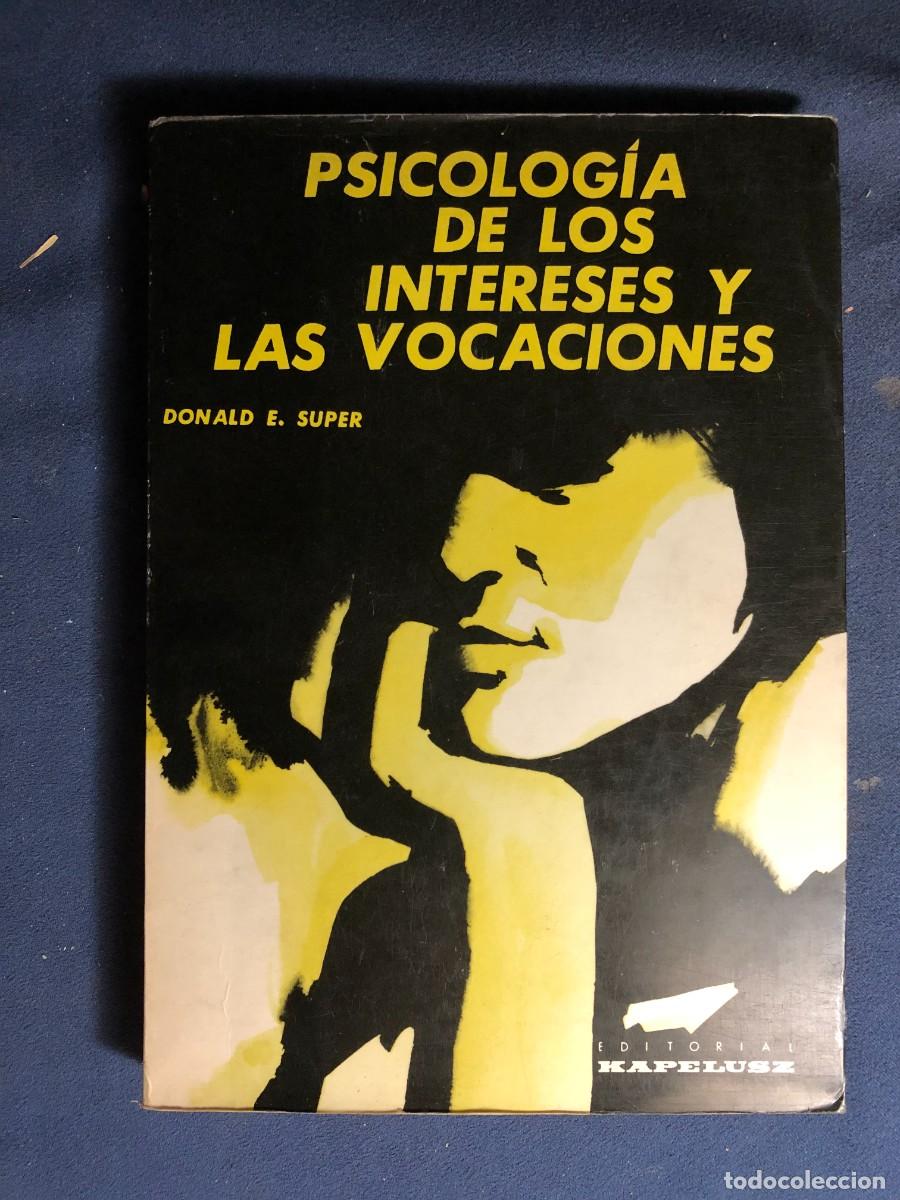 PSICOLOGÍA
DE LOS
INTERESES Y
LAS VOCACIONES
DONALD E. SUPER
EDITORIAL
KAPELUSZ
todocoleccion